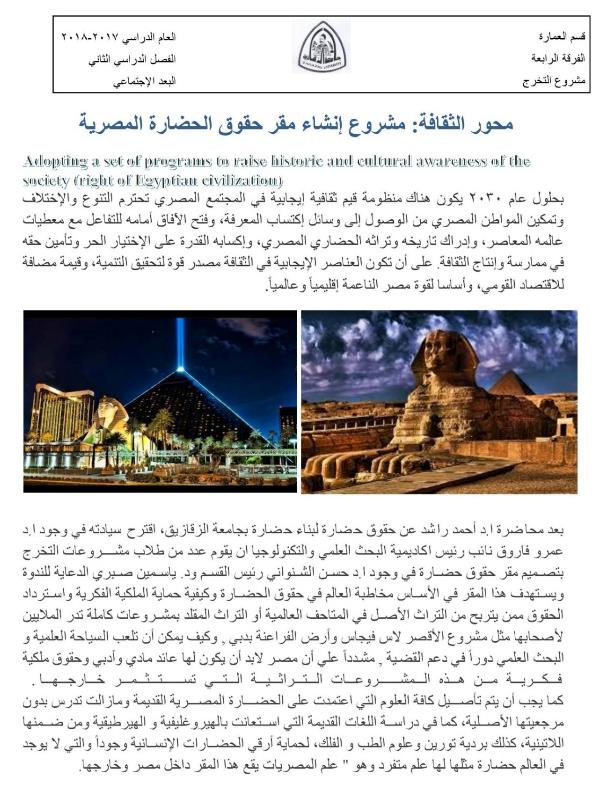 قسم العمارة
الفرقة الرابعة
مشروع التخرج
العام الدراسي ٢٠١٧-٢٠١٨
الفصل الدراسي الثاني
البعد الإجتماعي
محور الثقافة: مشروع إنشاء مقر حقوق الحضارة المصرية
Adopting a set of programs to raise historic and cultural awareness of the
society (right of Egyptian civilization)
بحلول عام ٢٠٣٠ يكون هناك منظومة قيم ثقافية إيجابية في المجتمع المصري تحترم التنوع والإختلاف
وتمكين المواطن المصري من الوصول إلى وسائل إكتساب المعرفة، وفتح الآفاق أمامه للتفاعل مع معطيات
عالمه المعاصر، وإدراك تاريخه وتراثه الحضاري المصري، وإكسابه القدرة على الإختيار الحر وتأمين حقه
في ممارسة وإنتاج الثقافة. على أن تكون العناصر الإيجابية في الثقافة مصدر قوة لتحقيق التنمية، وقيمة مضافة
للاقتصاد القومي، وأساسا لقوة مصر الناعمة إقليمياً وعالمياً.
بعد محاضرة ا.د أحمد راشد عن حقوق حضارة لبناء حضارة بجامعة الزقازيق، اقترح سيادته في وجود ا.د
عمرو فاروق نائب رئيس اكاديمية البحث العلمي والتكنولوجيا ان يقوم عدد من طلاب مشروعات التخرج
بتصميم مقر حقوق حضارة في وجود ا.د حسن الشنواني رئيس القسم ود. ياسمين صبري الداعية للندوة
ويستهدف هذا المقر في الأساس مخاطبة العالم في حقوق الحضارة وكيفية حماية الملكية الفكرية واسترداد
الحقوق ممن يتربح من التراث الأصل في المتاحف العالمية أو التراث المقلد بمشروعات كاملة تدر الملايين
لأصحابها مثل مشروع الأقصر لاس فيجاس وأرض الفراعنة بدبي , وكيف يمكن أن تلعب السياحة العلمية و
البحث العلمي دوراً في دعم القضية , مشدداً علي أن مصر لابد أن يكون لها عائد مادي وأدبي وحقوق ملكية
فكرية من هذه المشروعات التراثية التي تستثمر خارجها .
كما يجب أن يتم تأصيل كافة العلوم التي اعتمدت على الحضارة المصرية القديمة ومازالت تدرس بدون
مرجعيتها الأصلية، كما في دراسة اللغات القديمة التي استعانت بالهيروغليفية و الهيرطيقية ومن ضمنها
اللاتينية، كذلك بردية تورين وعلوم الطب و الفلك، لحماية أرقي الحضارات الإنسانية وجوداً والتي لا يوجد
في العالم حضارة مثلها لها علم متفرد وهو " علم المصريات يقع هذا المقر داخل مصر وخارجها.